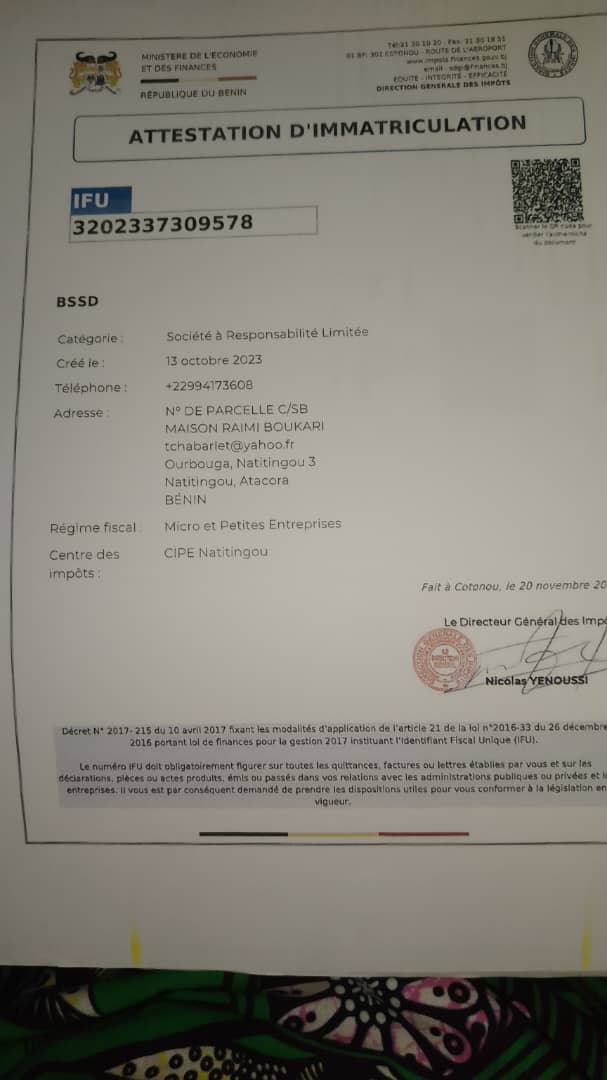 MINISTERE DE L'ECONOMIE
ET DES FINANCES
RÉPUBLIQUE DU BENIN
Tél:21 30 10 20 - Fax: 21 30 18 51
01 BP: 302 COTONOU - ROUTE DE L'AEROPORT
www.impots.finances.gouv.bj
EQUITE - INTEGRITE - EFFICACITÉ
DIRECTION GENERALE DES IMPÔTS
ATTESTATION D'IMMATRICULATION
IFU
3202337309578
Scanner le QR code pour
vérifier l'authenticité
du document
BSSD
Catégorie : Société à Responsabilité Limitée
Créé le : 13 octobre 2023
Téléphone : +22994173608
Adresse : N° DE PARCELLE C/SB
MAISON RAIMI BOUKARI
tchabarlet@yahoo.fr
Ourbouga, Natitingou 3
Natitingou, Atacora
BÉNIN
Régime fiscal : Micro et Petites Entreprises
Centre des CIPE Natitingou
impôts :
Fait à Cotonou, le 20 novembre 20
Le Directeur Général des Impô
Nicolas YENOUSSI
Décret N° 2017- 215 du 10 avril 2017 fixant les modalités d'application de l'article 21 de la loi n°2016-33 du 26 décembre
2016 portant loi de finances pour la gestion 2017 instituant l'Identifiant Fiscal Unique (IFU).
Le numéro IFU doit obligatoirement figurer sur toutes les quittances, factures ou lettres établies par vous et sur les
déclarations, pièces ou actes produits, émis ou passés dans vos relations avec les administrations publiques ou privées et l
entreprises. Il vous est par conséquent demandé de prendre les dispositions utiles pour vous conformer à la législation en
vigueur.